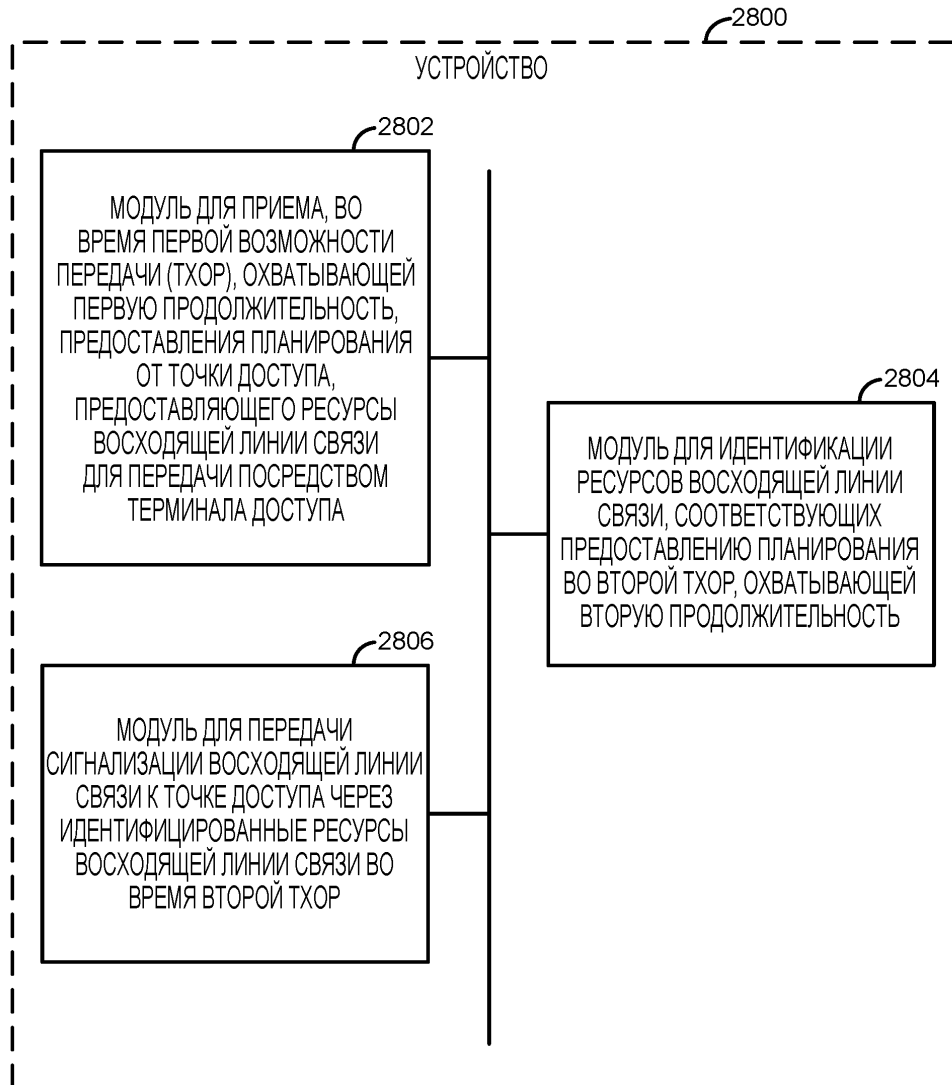 2800
УСТРОЙСТВО
2802
МОДУЛЬ ДЛЯ ПРИЕМА, ВО
ВРЕМЯ ПЕРВОЙ ВОЗМОЖНОСТИ
ПЕРЕДАЧИ (TXOP), ОХВАТЫВАЮЩЕЙ
ПЕРВУЮ ПРОДОЛЖИТЕЛЬНОСТЬ,
ПРЕДОСТАВЛЕНИЯ ПЛАНИРОВАНИЯ
ОТ ТОЧКИ ДОСТУПА,
ПРЕДОСТАВЛЯЮЩЕГО РЕСУРСЫ
ВОСХОДЯЩЕЙ ЛИНИИ СВЯЗИ
ДЛЯ ПЕРЕДАЧИ ПОСРЕДСТВОМ
ТЕРМИНАЛА ДОСТУПА
2804
МОДУЛЬ ДЛЯ ИДЕНТИФИКАЦИИ
РЕСУРСОВ ВОСХОДЯЩЕЙ ЛИНИИ
СВЯЗИ, СООТВЕТСТВУЮЩИХ
ПРЕДОСТАВЛЕНИЮ ПЛАНИРОВАНИЯ
ВО ВТОРОЙ TXOP, ОХВАТЫВАЮЩЕЙ
ВТОРУЮ ПРОДОЛЖИТЕЛЬНОСТЬ
2806
МОДУЛЬ ДЛЯ ПЕРЕДАЧИ
СИГНАЛИЗАЦИИ ВОСХОДЯЩЕЙ ЛИНИИ
СВЯЗИ К ТОЧКЕ ДОСТУПА ЧЕРЕЗ
ИДЕНТИФИЦИРОВАННЫЕ РЕСУРСЫ
ВОСХОДЯЩЕЙ ЛИНИИ СВЯЗИ ВО
ВРЕМЯ ВТОРОЙ TXOP